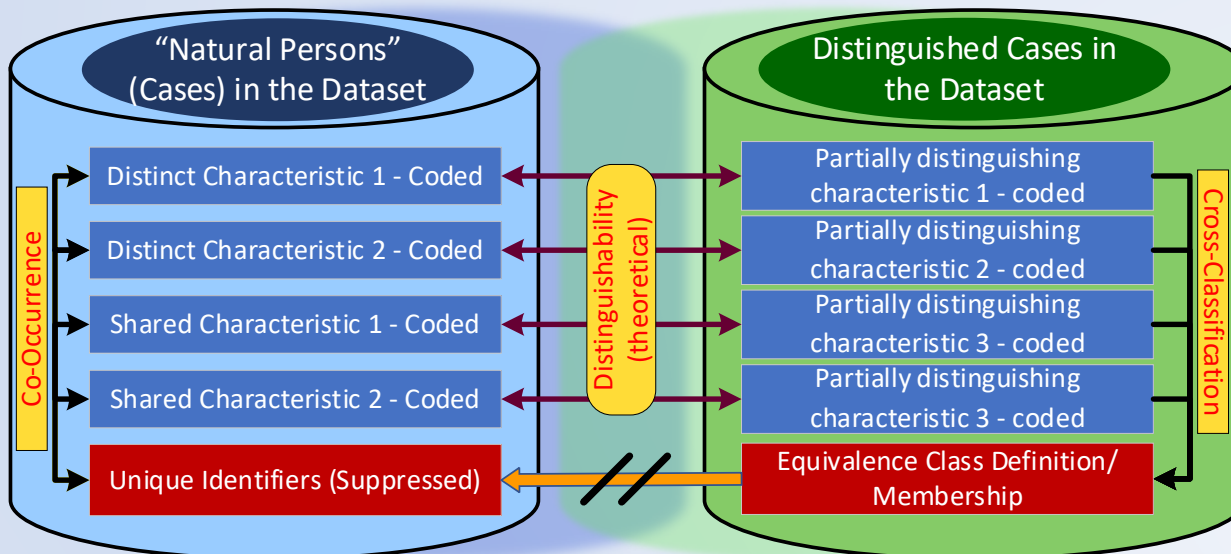 “Natural Persons”
(Cases) in the Dataset
Distinct Characteristic 1 - Coded
Distinct Characteristic 2 - Coded
Shared Characteristic 1 - Coded
Shared Characteristic 2 - Coded
Unique Identifiers (Suppressed)
Co-Occurrence
Distinguishability
(theoretical)
Distinguished Cases in
the Dataset
Partially distinguishing
characteristic 1 - coded
Partially distinguishing
characteristic 2 - coded
Partially distinguishing
characteristic 3 - coded
Partially distinguishing
characteristic 3 - coded
Equivalence Class Definition/
Membership
Cross-Classification